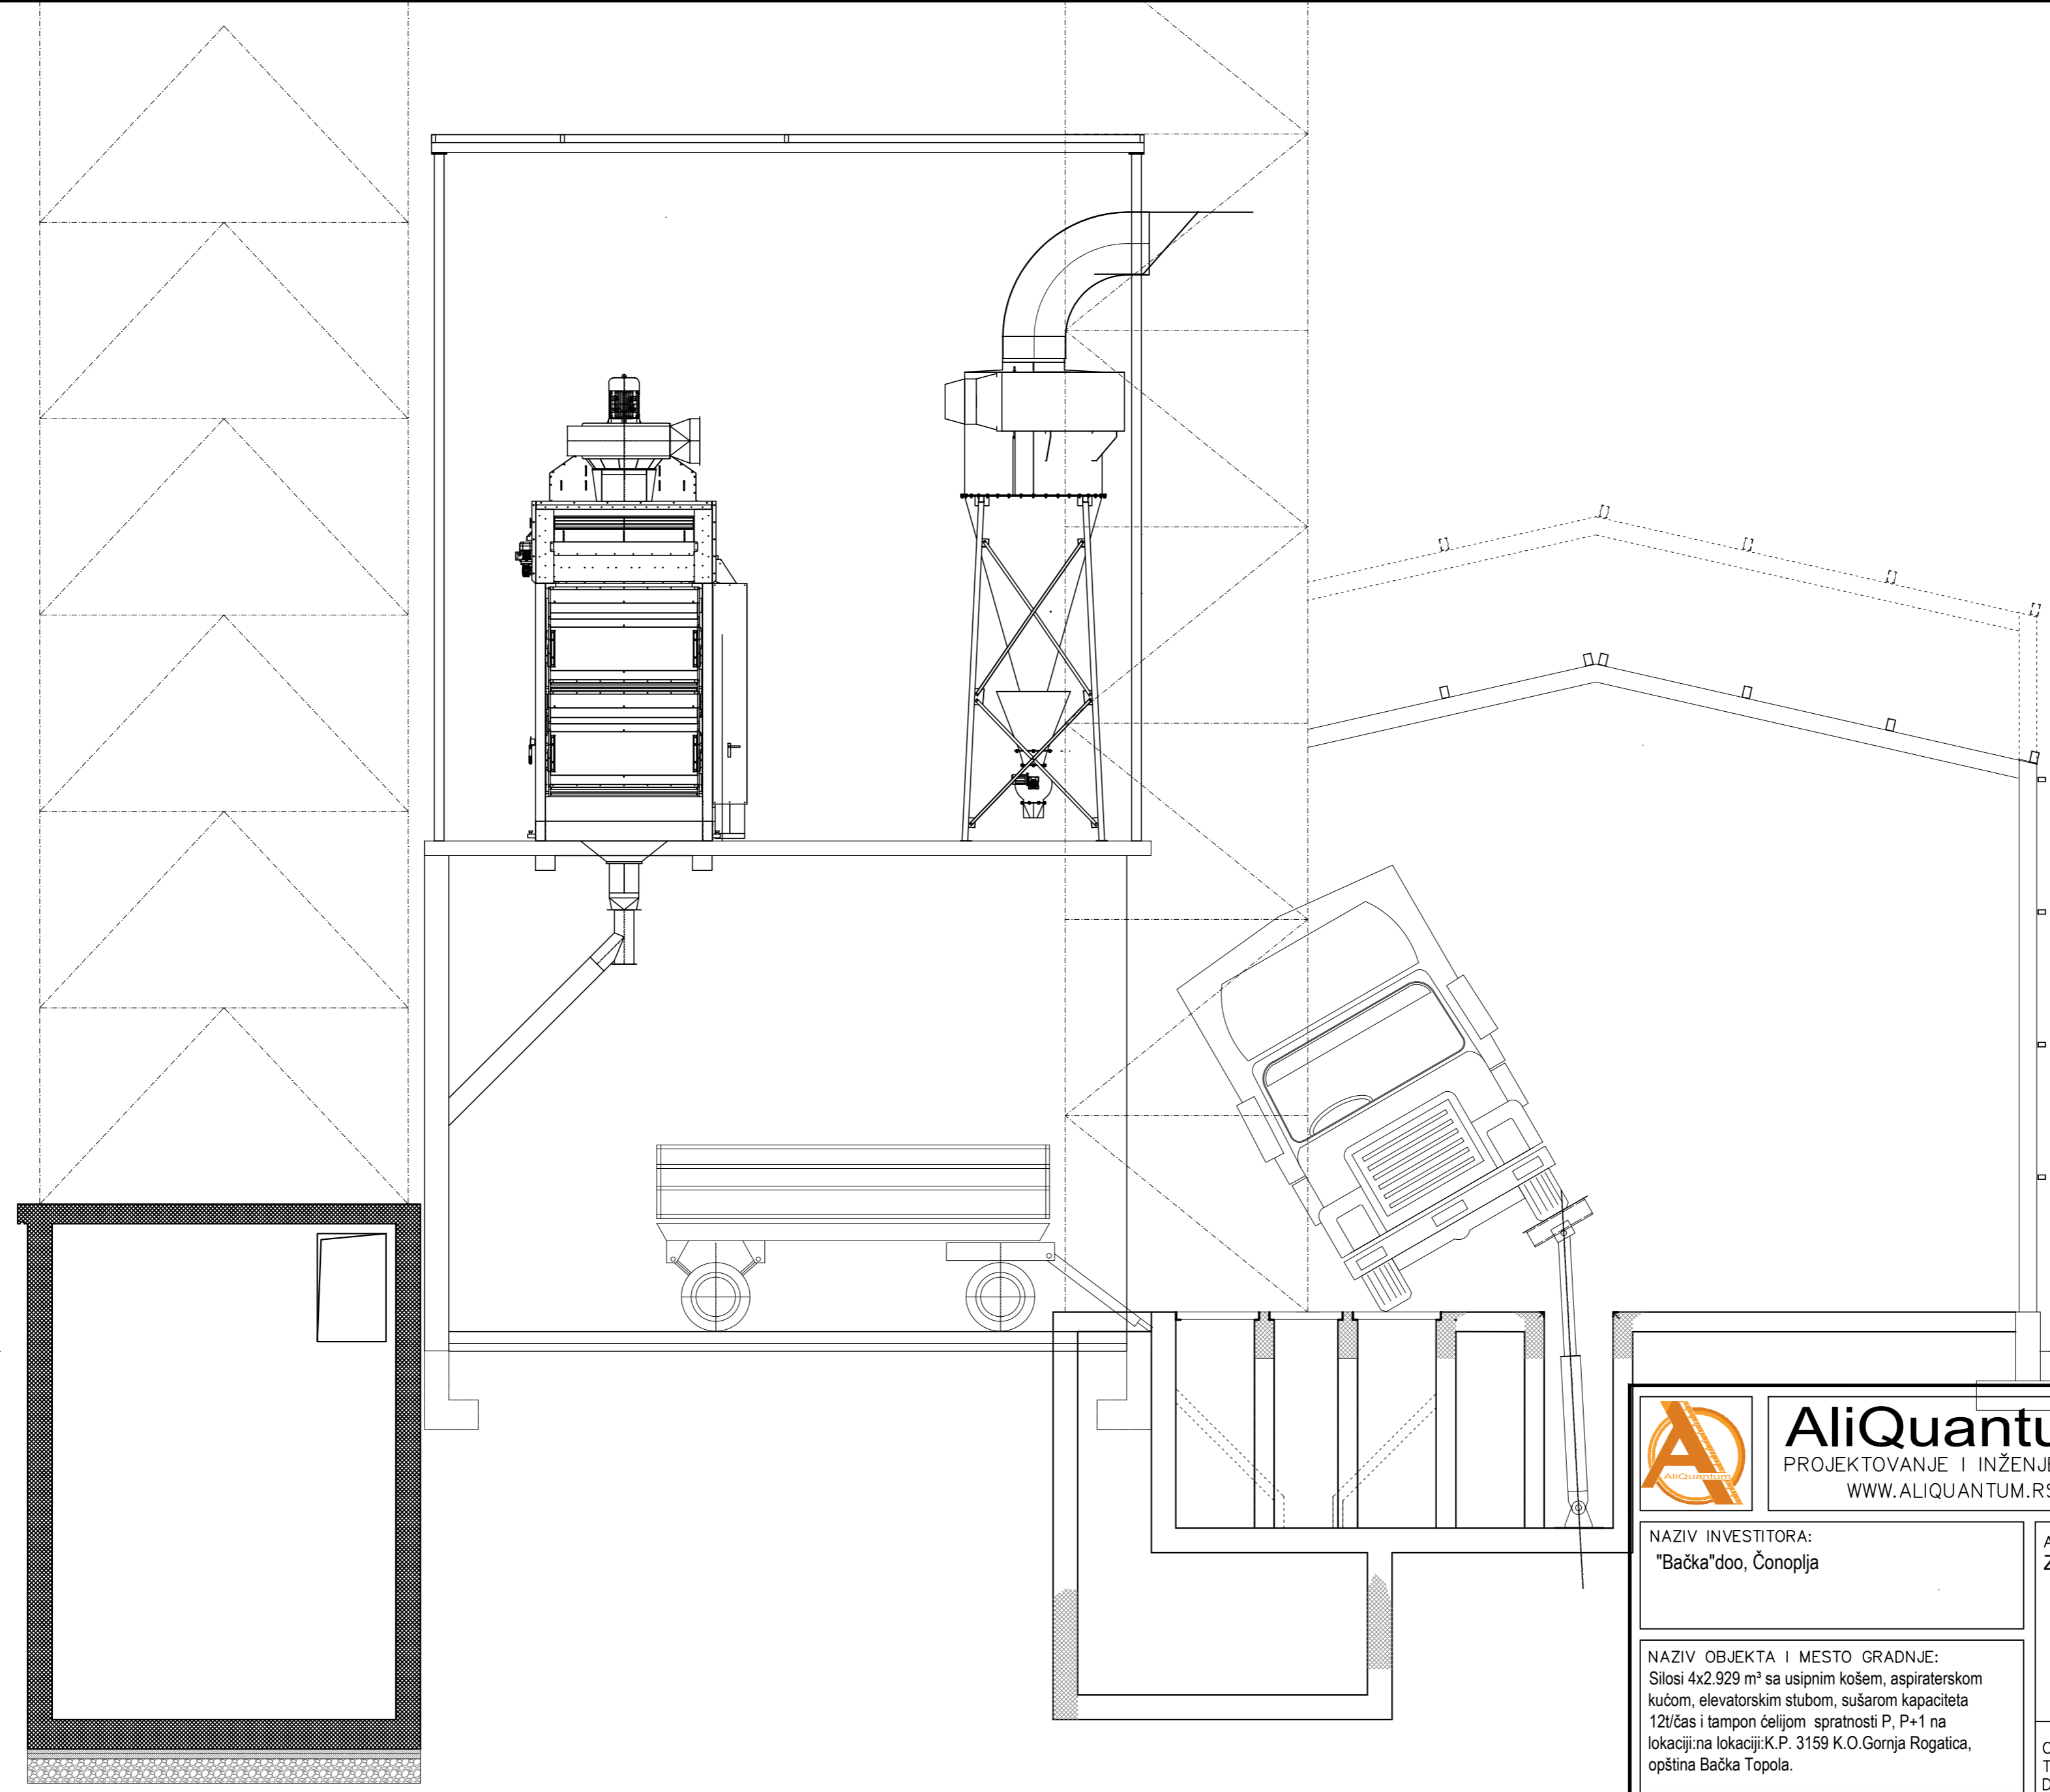 AliQuantum
AliQuantu
PROJEKTOVANJE I INŽENJE
WWW.ALIQUANTUM.RS
NAZIV INVESTITORA:
"Bačka"doo, Čonoplja
NAZIV OBJEKTA I MESTO GRADNJE:
Silosi 4x2.929 m³ sa usipnim košem, aspiraterskom
kućom, elevatorskim stubom, sušarom kapaciteta
12t/čas i tampon ćelijom spratnosti P, P+1 na
lokaciji:na lokaciji:K.P. 3159 K.O.Gornja Rogatica,
opština Bačka Topola.